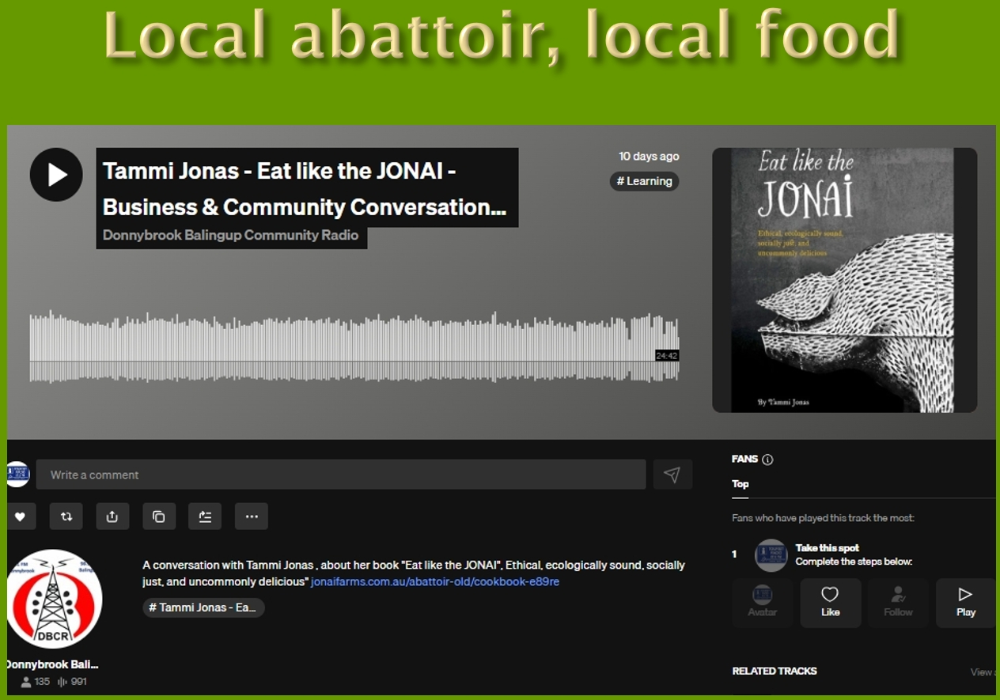 Local abattoir, local food
Tammi Jonas - Eat like the JONAI -
Business & Community Conversation...
Donnybrook Balingup Community Radio
10 days ago
# Learning
24:42
Eat like the
JONAI
Ethical, ecologically sound,
socially just, and
uncommonly delicious
By Tammi Jonas
Write a comment
A conversation with Tammi Jonas , about her book "Eat like the JONAI", Ethical, ecologically sound, socially
just, and uncommonly delicious" jonaifarms.com.au/abattoir-old/cookbook-e89re
# Tammi Jonas - Ea...
DBCR
Donnybrook Bali...
135 991
FANS
Top
Fans who have played this track the most:
1
Take this spot
Complete the steps below:
Avatar
Like
Follow
Play
RELATED TRACKS
View